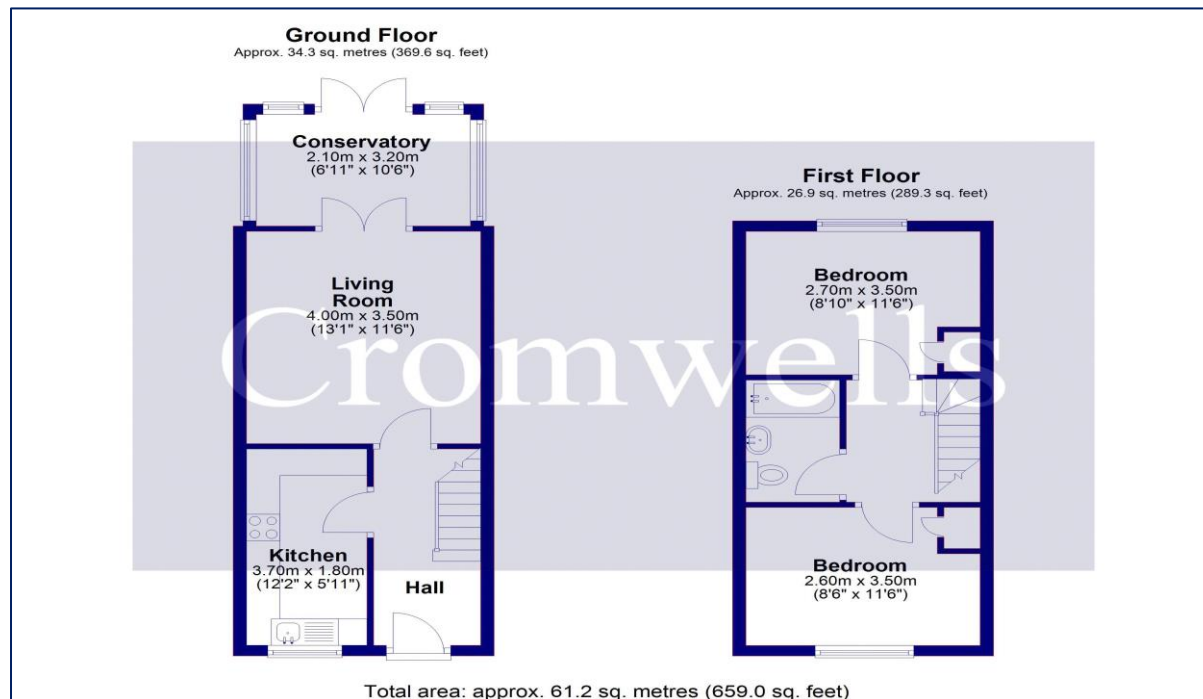 Ground Floor
Approx. 34.3 sq. metres (369.6 sq. feet)
Conservatory
2.10m x 3.20m
(6'11" x 10'6")
Living
Room
4.00m x 3.50m
(13'1" x 11'6")
Kitchen
3.70m x 1.80m
(12'2" x 5'11")
Hall
First Floor
Approx. 26.9 sq. metres (289.3 sq. feet)
Bedroom
2.70m x 3.50m
(8'10" x 11'6")
Bedroom
2.60m x 3.50m
(8'6" x 11'6")
Cromwells
Total area: approx. 61.2 sq. metres (659.0 sq. feet)